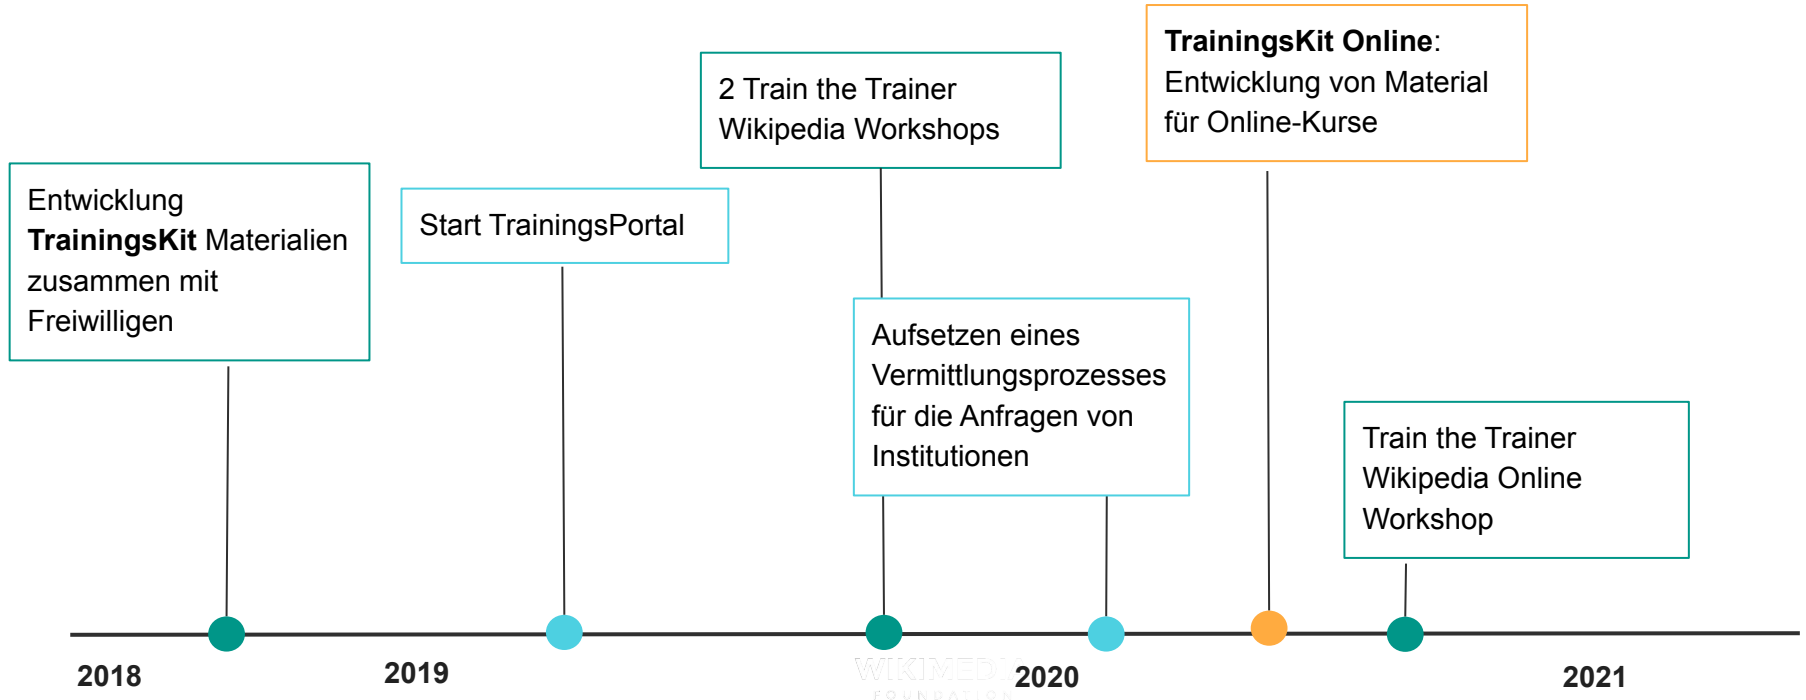 Entwicklung
TrainingsKit Materialien
zusammen mit
Freiwilligen
Start TrainingsPortal
2 Train the Trainer
Wikipedia Workshops
Aufsetzen eines
Vermittlungsprozesses
für die Anfragen von
Institutionen
TrainingsKit Online:
Entwicklung von Material
für Online-Kurse
Train the Trainer
Wikipedia Online
Workshop
2018
2019
2020
2021
WIKIMEDIA
FOUNDATION